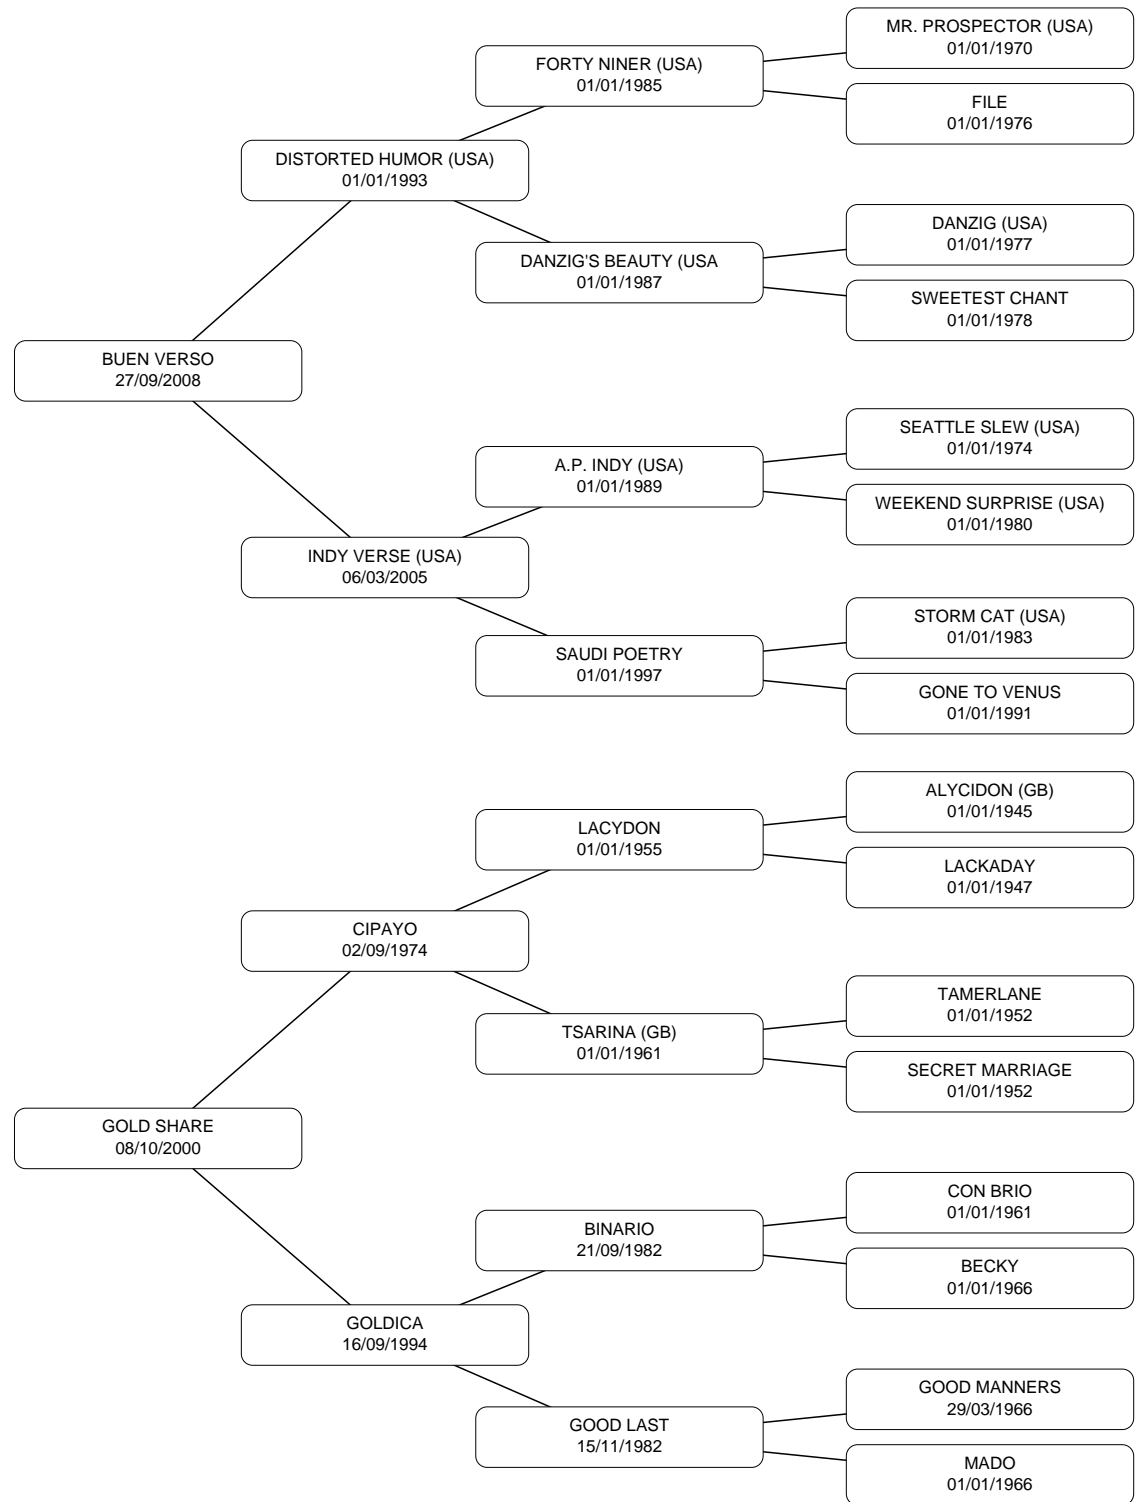 MR. PROSPECTOR (USA)
01/01/1970
FORTY NINER (USA)
01/01/1985
FILE
01/01/1976
DISTORTED HUMOR (USA)
01/01/1993
DANZIG (USA)
01/01/1977
DANZIG'S BEAUTY (USA
01/01/1987
SWEETEST CHANT
01/01/1978
BUEN VERSO
27/09/2008
SEATTLE SLEW (USA)
01/01/1974
A.P. INDY (USA)
01/01/1989
WEEKEND SURPRISE (USA)
01/01/1980
INDY VERSE (USA)
06/03/2005
STORM CAT (USA)
01/01/1983
SAUDI POETRY
01/01/1997
GONE TO VENUS
01/01/1991
ALYCIDON (GB)
01/01/1945
LACYDON
01/01/1955
LACKADAY
01/01/1947
CIPAYO
02/09/1974
TAMERLANE
01/01/1952
TSARINA (GB)
01/01/1961
SECRET MARRIAGE
01/01/1952
GOLD SHARE
08/10/2000
CON BRIO
01/01/1961
BINARIO
21/09/1982
BECKY
01/01/1966
GOLDICA
16/09/1994
GOOD MANNERS
29/03/1966
GOOD LAST
15/11/1982
MADO
01/01/1966